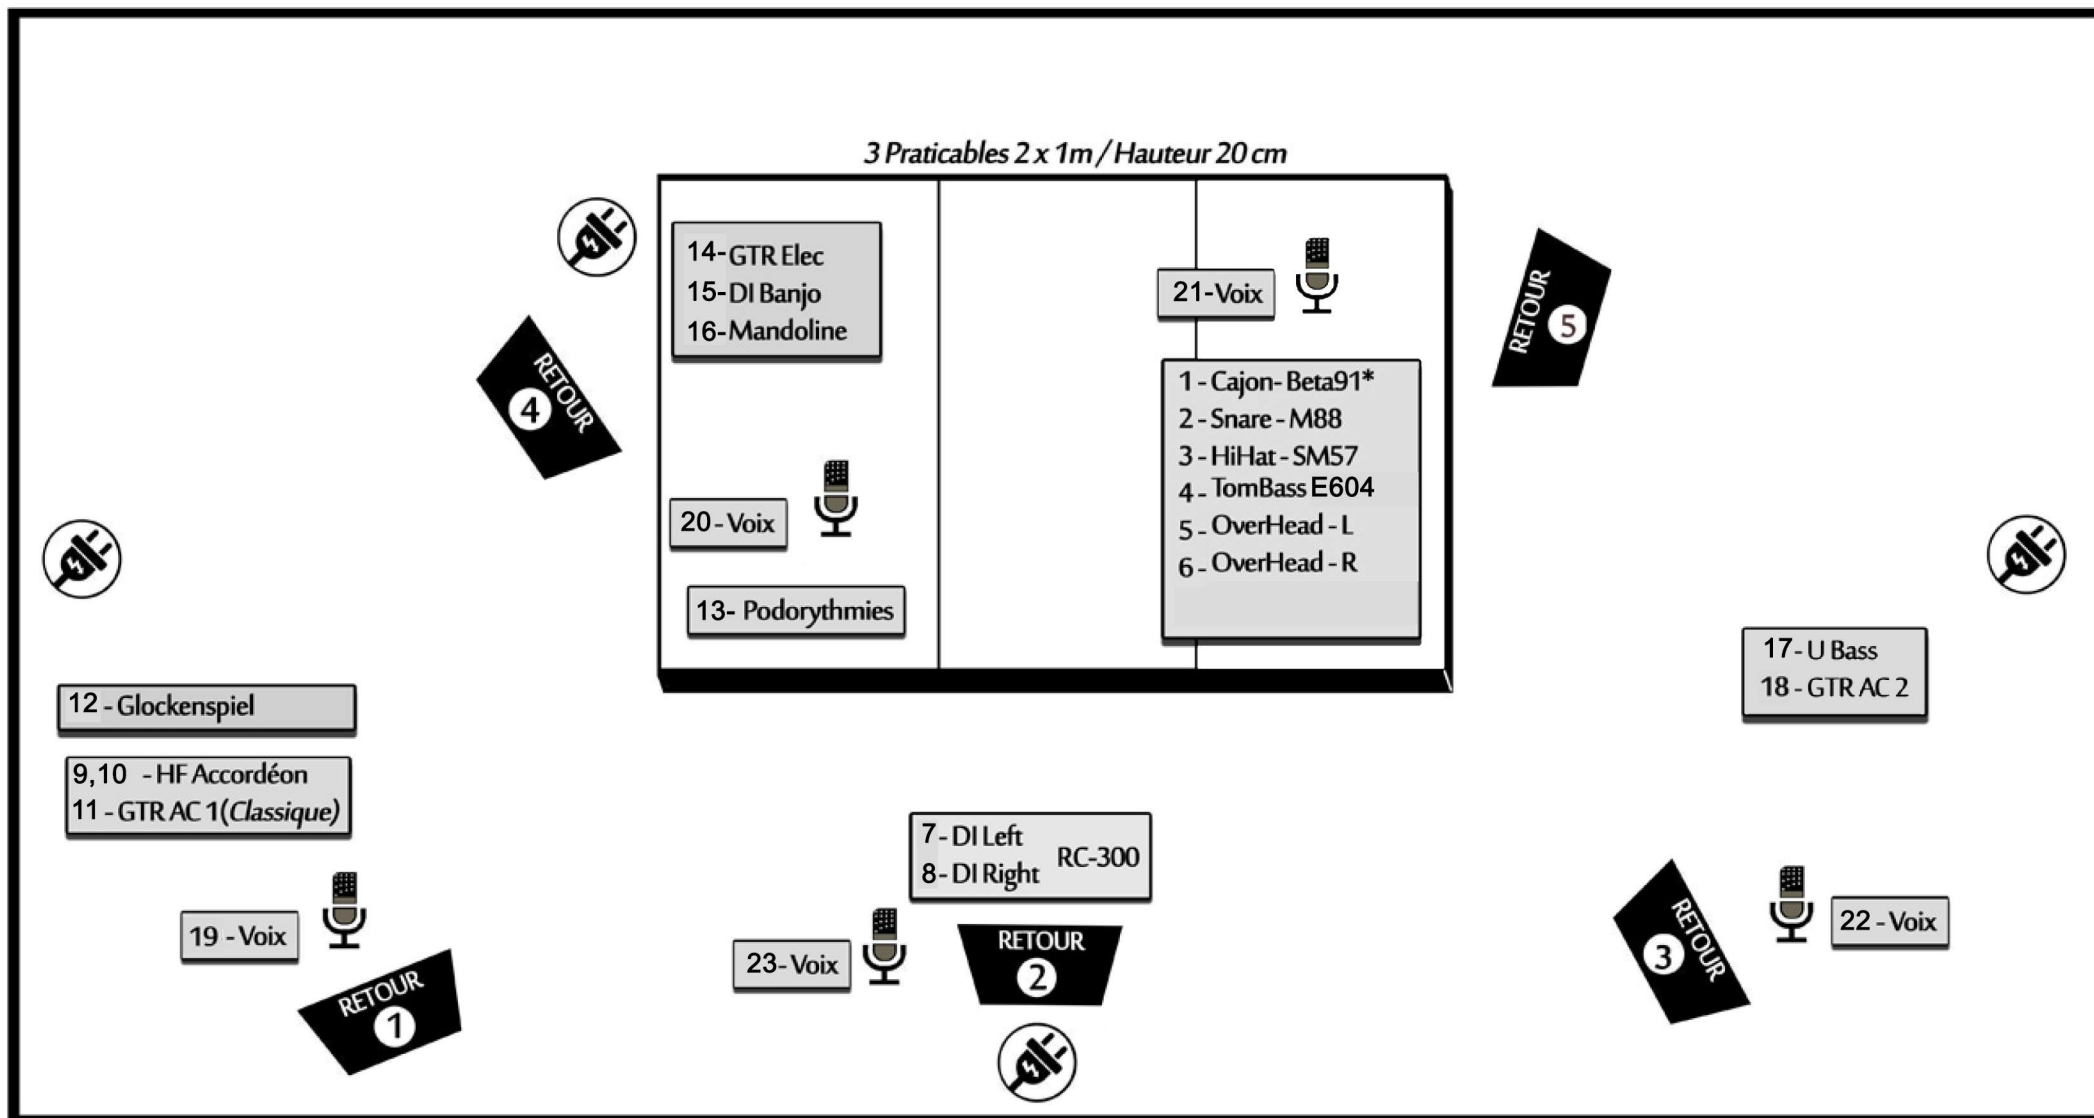 3 Praticables 2 x 1m / Hauteur 20 cm
14- GTR Elec
15- DI Banjo
16- Mandoline
21- Voix
RETOUR 5
RETOUR 4
1 - Cajon- Beta91*
2 - Snare - M88
3 - HiHat - SM57
4 - TomBass E604
5 - OverHead - L
6 - OverHead - R
20 - Voix
13- Podorythmies
17- U Bass
18 - GTR AC 2
12 - Glockenspiel
9,10 - HF Accordéon
11 - GTR AC 1(Classique)
7- DI Left
8- DI Right
RC-300
19 - Voix
RETOUR 1
23- Voix
RETOUR 2
RETOUR 3
22 - Voix